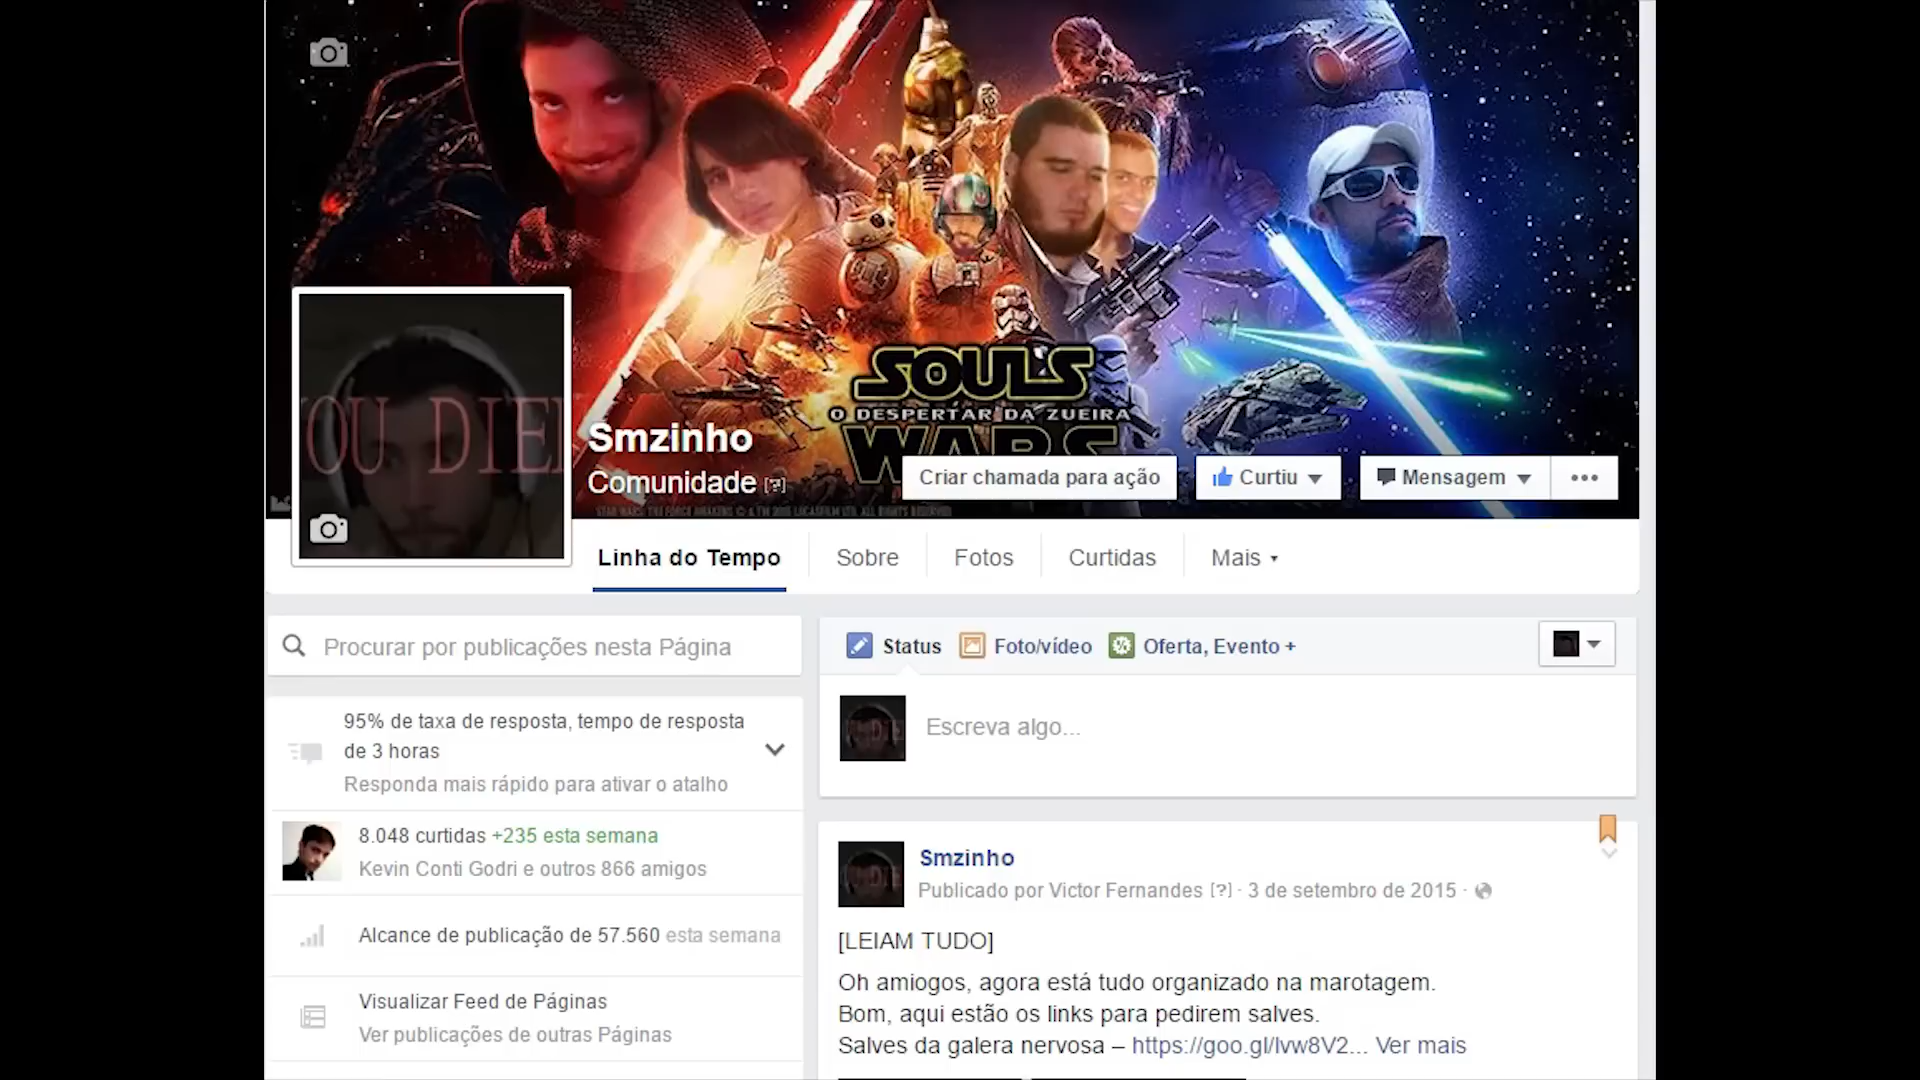 SOULS
O DESPERTAR DA ZUEIRA
WARS
OU DIE
Smzinho
Comunidade [?]
Criar chamada para ação
Curtiu
Mensagem
Linha do Tempo
Sobre
Fotos
Curtidas
Mais
Procurar por publicações nesta Página
95% de taxa de resposta, tempo de resposta
de 3 horas
Responda mais rápido para ativar o atalho
8.048 curtidas +235 esta semana
Kevin Conti Godri e outros 866 amigos
Alcance de publicação de 57.560 esta semana
Visualizar Feed de Páginas
Ver publicações de outras Páginas
Status
Foto/vídeo
Oferta, Evento +
Escreva algo...
Smzinho
Publicado por Victor Fernandes [?] · 3 de setembro de 2015 ·
[LEIAM TUDO]
Oh amiogos, agora está tudo organizado na marotagem.
Bom, aqui estão os links para pedirem salves.
Salves da galera nervosa – https://goo.gl/lvw8V2... Ver mais